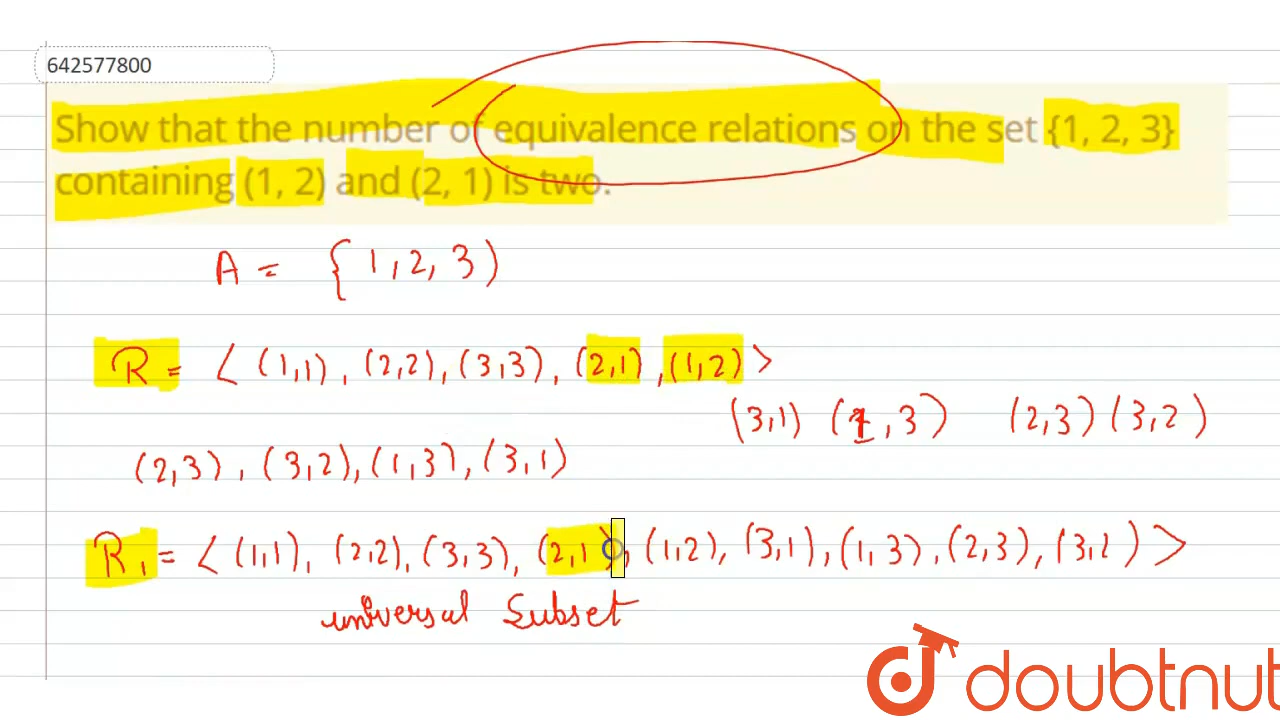 642577800
Show that the number of equivalence relations on the set {1, 2, 3}
containing (1, 2) and (2, 1) is two.
A = { 1, 2, 3 )
R = < (1,1), (2,2), (3,3), (2,1), (1,2) >
(3,1) (1,3) (2,3) (3,2)
(2,3), (3,2), (1,3), (3,1)
R₁ = < (1,1), (2,2), (3,3), (2,1), (1,2), (3,1), (1,3), (2,3), (3,2) >
universal Subset
doubtnut